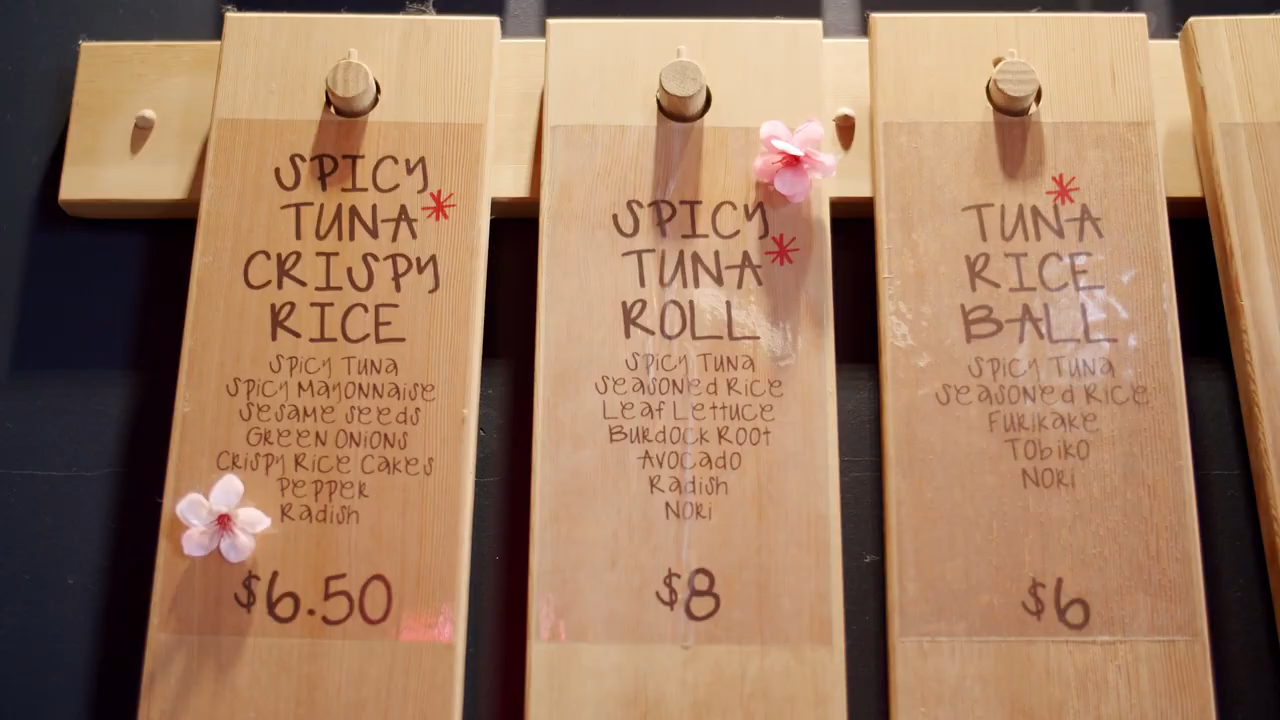 SPICY
TUNA*
CRISPY
RICE
SPICY TUNA
SPICY MAYONNAISE
SESAME SEEDS
GREEN ONIONS
CRISPY RICE CAKES
PEPPER
RADISH
$6.50
SPICY
TUNA*
ROLL
SPICY TUNA
SEASONED RICE
LEAF LETTUCE
BURDOCK ROOT
AVOCADO
RADISH
NORI
$8
*
TUNA
RICE
BALL
SPICY TUNA
SEASONED RICE
FURIKAKE
TOBIKO
NORI
$6